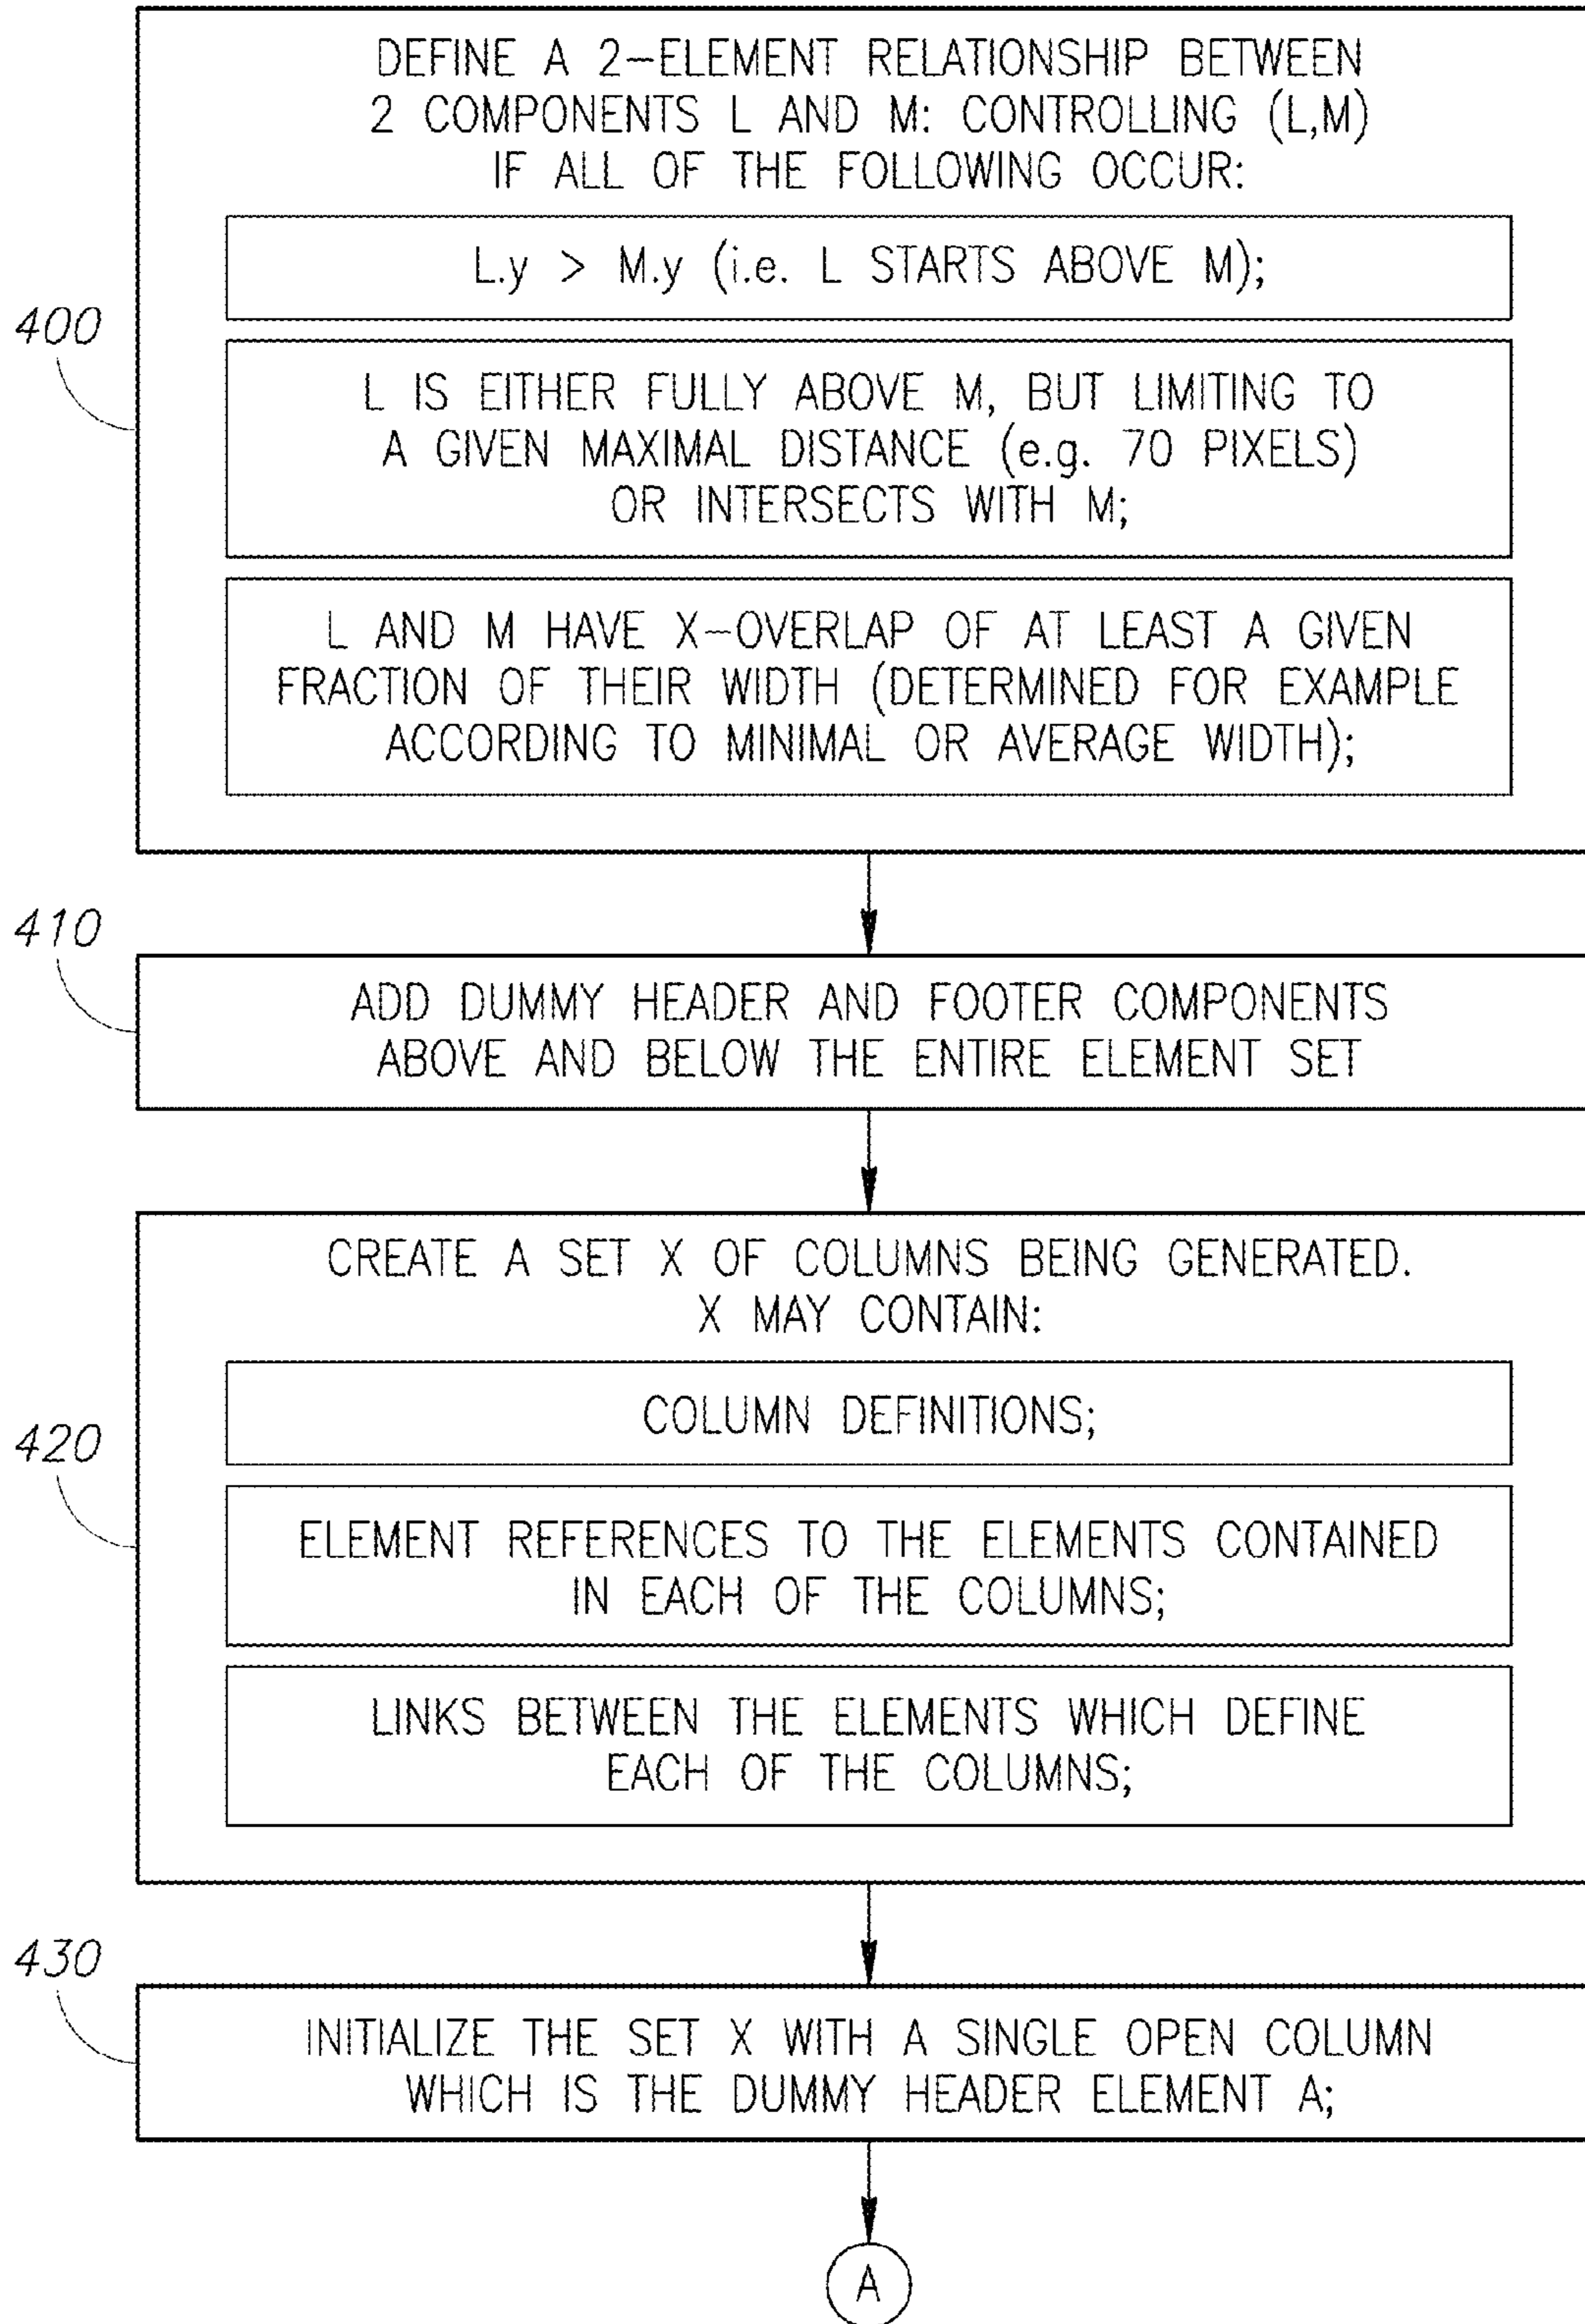 DEFINE A 2-ELEMENT RELATIONSHIP BETWEEN
2 COMPONENTS L AND M: CONTROLLING (L,M)
IF ALL OF THE FOLLOWING OCCUR:
L.y > M.y (i.e. L STARTS ABOVE M);
400
L IS EITHER FULLY ABOVE M, BUT LIMITING TO
A GIVEN MAXIMAL DISTANCE (e.g. 70 PIXELS)
OR INTERSECTS WITH M;
L AND M HAVE X-OVERLAP OF AT LEAST A GIVEN
FRACTION OF THEIR WIDTH (DETERMINED FOR EXAMPLE
ACCORDING TO MINIMAL OR AVERAGE WIDTH);
410
ADD DUMMY HEADER AND FOOTER COMPONENTS
ABOVE AND BELOW THE ENTIRE ELEMENT SET
CREATE A SET X OF COLUMNS BEING GENERATED.
X MAY CONTAIN:
COLUMN DEFINITIONS;
420
ELEMENT REFERENCES TO THE ELEMENTS CONTAINED
IN EACH OF THE COLUMNS;
LINKS BETWEEN THE ELEMENTS WHICH DEFINE
EACH OF THE COLUMNS;
430
INITIALIZE THE SET X WITH A SINGLE OPEN COLUMN
WHICH IS THE DUMMY HEADER ELEMENT A;
A